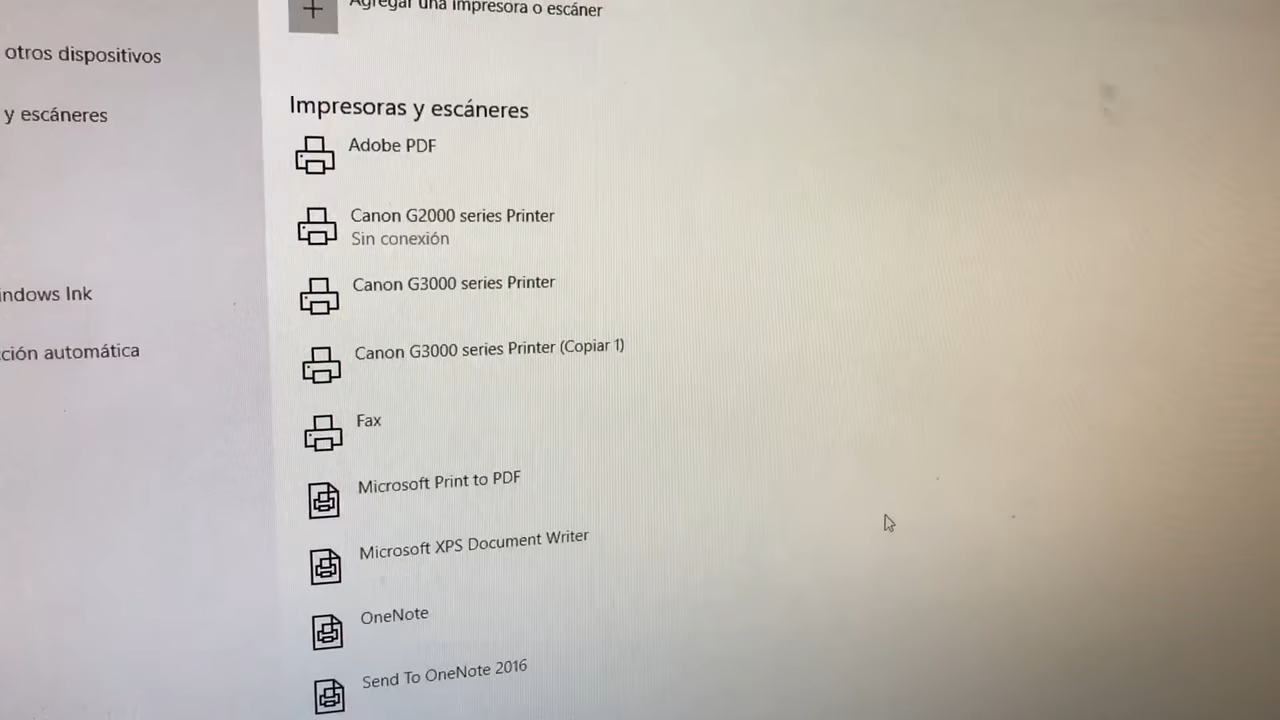 Agregar una impresora o escáner
otros dispositivos
y escáneres
indows Ink
ción automática
Impresoras y escáneres
Adobe PDF
Canon G2000 series Printer
Sin conexión
Canon G3000 series Printer
Canon G3000 series Printer (Copiar 1)
Fax
Microsoft Print to PDF
Microsoft XPS Document Writer
OneNote
Send To OneNote 2016